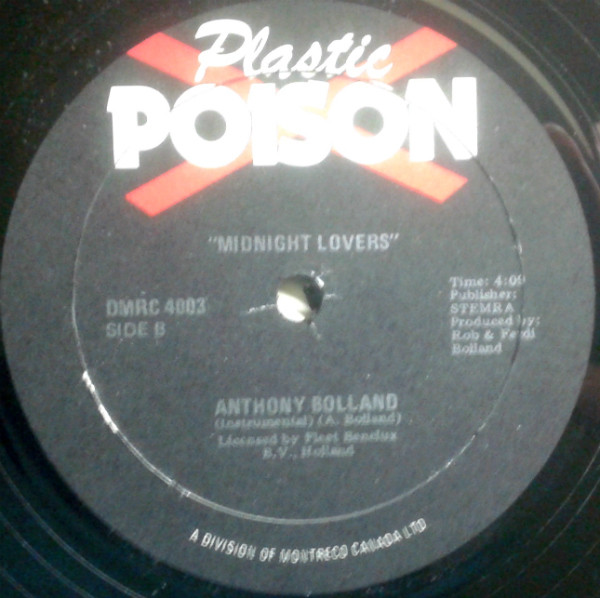 Plastic
POISON
"MIDNIGHT LOVERS"
DMRC 4003
SIDE B
Time: 4:09
Publisher:
STEMRA
Produced by:
Rob & Ferdi
Bolland
ANTHONY BOLLAND
(Instrumental) (A. Bolland)
Licensed by Fleet Benelux
B.V., Holland
A DIVISION OF MONTRECO CANADA LTD